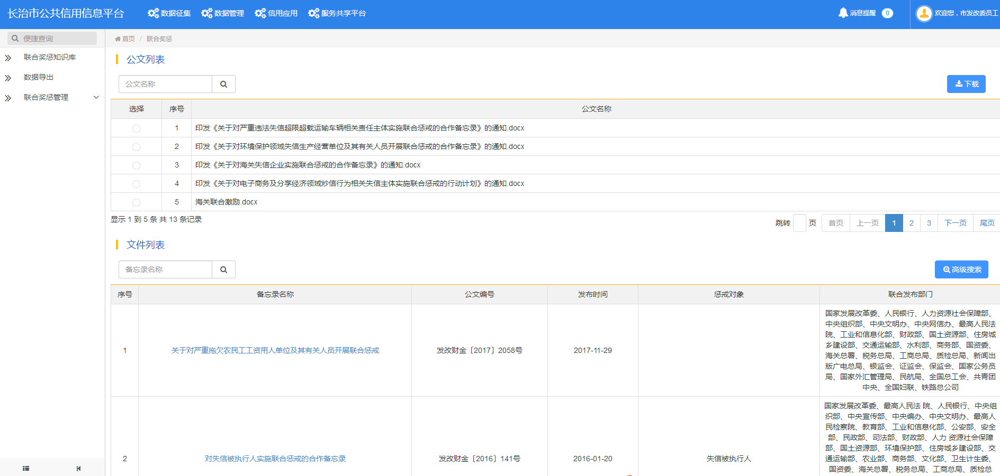 长治市公共信用信息平台
数据征集
数据管理
信用应用
服务共享平台
消息提醒
0
欢迎您，市发改委员工
便捷查询
首页 / 联合奖惩
联合奖惩知识库
数据导出
联合奖惩管理
公文列表
公文名称
下载
选择 序号 公文名称
1 印发《关于对严重违法失信超限超载运输车辆相关责任主体实施联合惩戒的合作备忘录》的通知.docx
2 印发《关于对环境保护领域失信生产经营单位及其有关人员开展联合惩戒的合作备忘录》的通知.docx
3 印发《关于对海关失信企业实施联合惩戒的合作备忘录》的通知.docx
4 印发《关于对电子商务及分享经济领域炒信行为相关失信主体实施联合惩戒的行动计划》的通知.docx
5 海关联合激励.docx
显示 1 到 5 条 共 13 条记录
跳转 页 首页 上一页 1 2 3 下一页 尾页
文件列表
备忘录名称
高级搜索
序号 备忘录名称 公文编号 发布时间 惩戒对象 联合发布部门
1 关于对严重拖欠农民工工资用人单位及其有关人员开展联合惩戒 发改财金〔2017〕2058号 2017-11-29
国家发展改革委、人民银行、人力资源社会保障部、
中央组织部、中央文明办、中央网信办、最高人民法
院、工业和信息化部、财政部、国土资源部、住房城
乡建设部、交通运输部、水利部、商务部、国资委、
海关总署、税务总局、工商总局、质检总局、新闻出
版广电总局、银监会、证监会、保监会、国家公务员
局、国家外汇管理局、民航局、全国总工会、共青团
中央、全国妇联、铁路总公司
2 对失信被执行人实施联合惩戒的合作备忘录 发改财金〔2016〕141号 2016-01-20 失信被执行人
国家发展改革委、最高人民法 院、人民银行、中央组
织部、中央宣传部、中央编办、中央文明办、最高人
民检察院、教育部、工业和信息化部、公安部、安全
部、民政部、司法部、财政部、人力 资源社会保障
部、国土资源部、环境保护部、住房城乡建设部、交
通运输部、农业部、商务部、文化部、卫生计生委、
国资委、海关总署、税务总局、工商总局、质检总